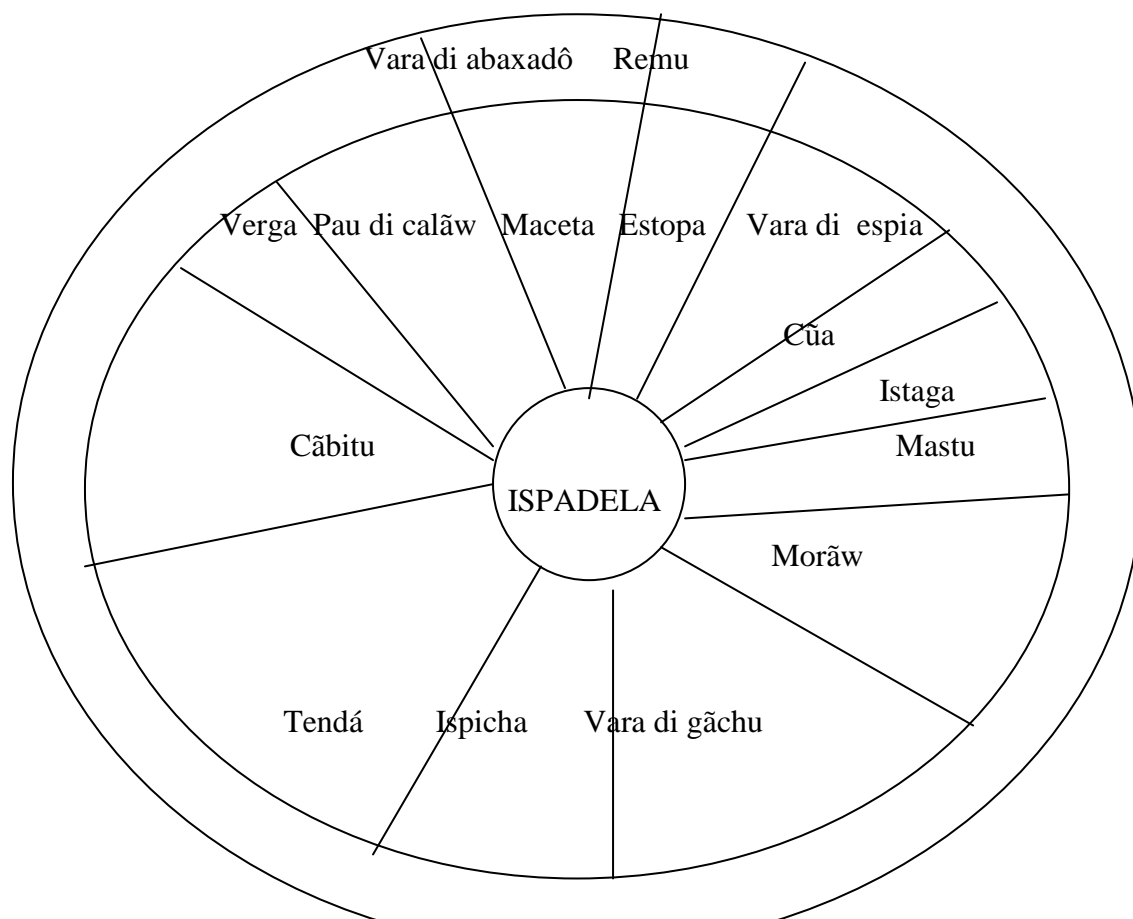 Vara di abaxadô Remu
Verga Pau di calãw Maceta Estopa Vara di espia
Cũa
Istaga
Cãbitu Mastu
ISPADELA
Morãw
Tendá Ispicha Vara di gãchu